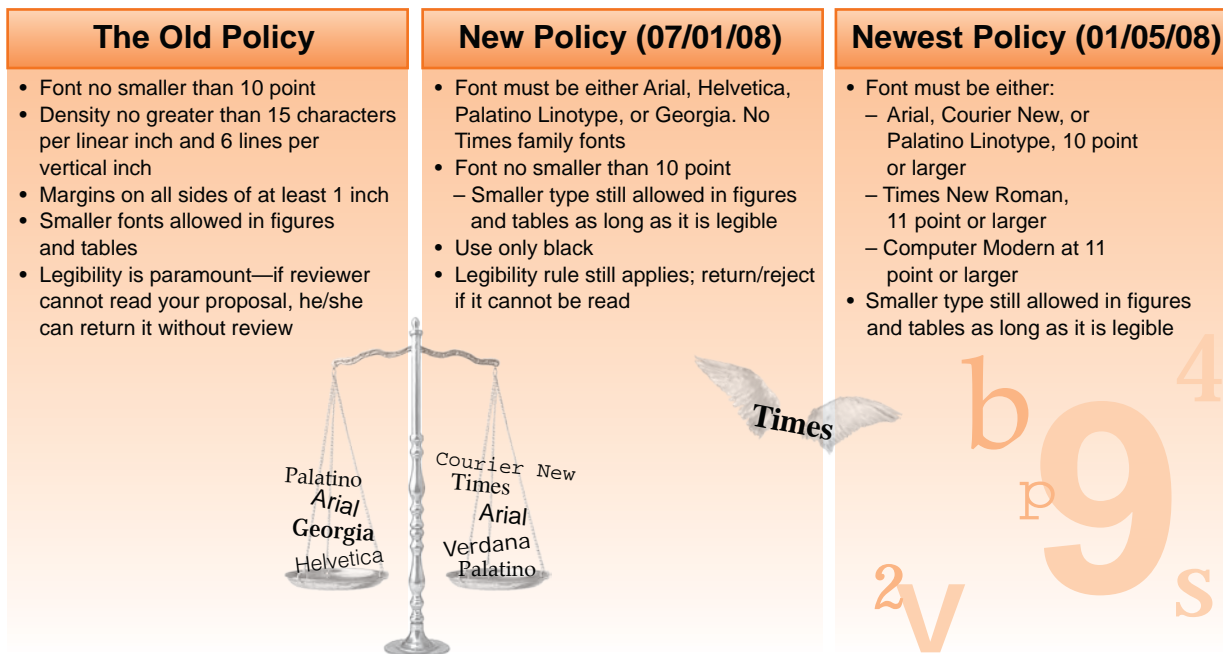 The Old Policy
• Font no smaller than 10 point
• Density no greater than 15 characters
per linear inch and 6 lines per
vertical inch
• Margins on all sides of at least 1 inch
• Smaller fonts allowed in figures
and tables
• Legibility is paramount—if reviewer
cannot read your proposal, he/she
can return it without review
New Policy (07/01/08)
• Font must be either Arial, Helvetica,
Palatino Linotype, or Georgia. No
Times family fonts
• Font no smaller than 10 point
– Smaller type still allowed in figures
and tables as long as it is legible
• Use only black
• Legibility rule still applies; return/reject
if it cannot be read
Newest Policy (01/05/08)
• Font must be either:
– Arial, Courier New, or
Palatino Linotype, 10 point
or larger
– Times New Roman,
11 point or larger
– Computer Modern at 11
point or larger
• Smaller type still allowed in figures
and tables as long as it is legible
Palatino
Arial
Georgia
Helvetica
Courier New
Times
Arial
Verdana
Palatino
Times
b
4
9
p
2
v
s